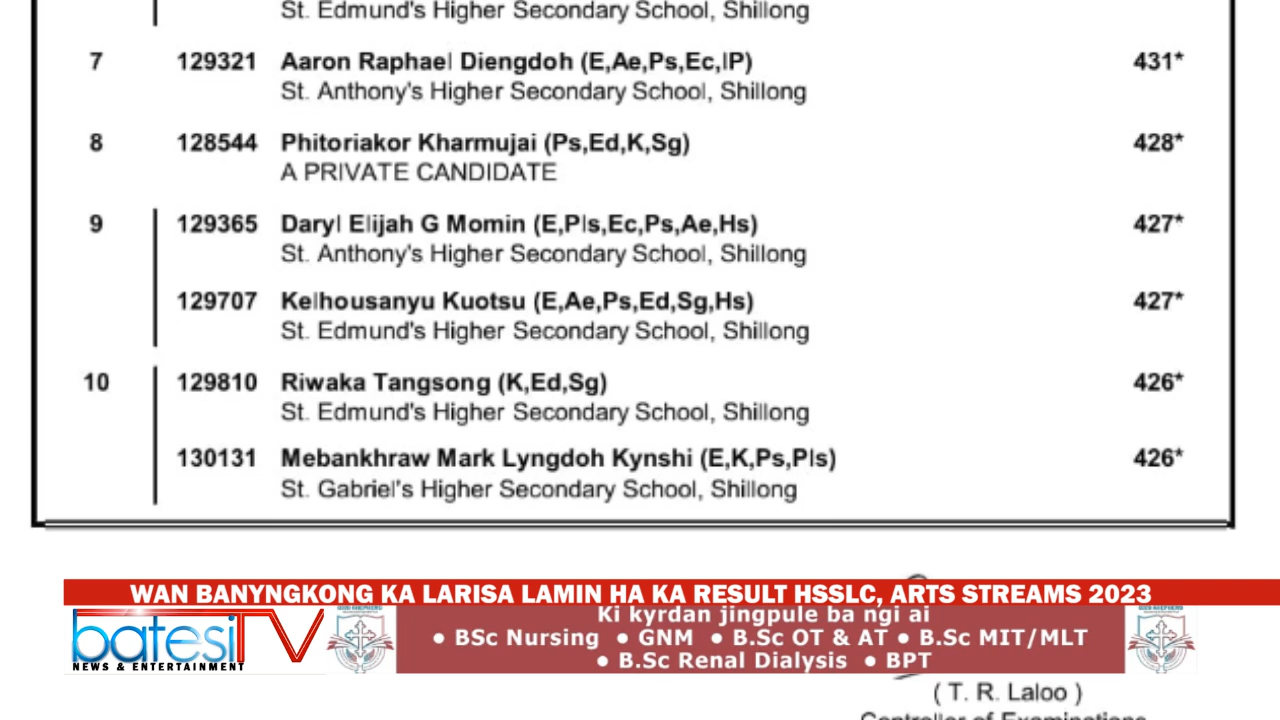 St. Edmund's Higher Secondary School, Shillong
7 129321 Aaron Raphael Diengdoh (E,Ae,Ps,Ec,IP) 431*
St. Anthony's Higher Secondary School, Shillong
8 128544 Phitoriakor Kharmujai (Ps,Ed,K,Sg) 428*
A PRIVATE CANDIDATE
9 129365 Daryl Elijah G Momin (E,Pls,Ec,Ps,Ae,Hs) 427*
St. Anthony's Higher Secondary School, Shillong
129707 Kelhousanyu Kuotsu (E,Ae,Ps,Ed,Sg,Hs) 427*
St. Edmund's Higher Secondary School, Shillong
10 129810 Riwaka Tangsong (K,Ed,Sg) 426*
St. Edmund's Higher Secondary School, Shillong
130131 Mebankhraw Mark Lyngdoh Kynshi (E,K,Ps,Pls) 426*
St. Gabriel's Higher Secondary School, Shillong
WAN BANYNGKONG KA LARISA LAMIN HA KA RESULT HSSLC, ARTS STREAMS 2023
batesi TV
NEWS & ENTERTAINMENT
Ki kyrdan jingpule ba ngi ai
• BSc Nursing • GNM • B.Sc OT & AT • B.Sc MIT/MLT
• B.Sc Renal Dialysis • BPT
( T. R. Laloo )
Controller of Examinations